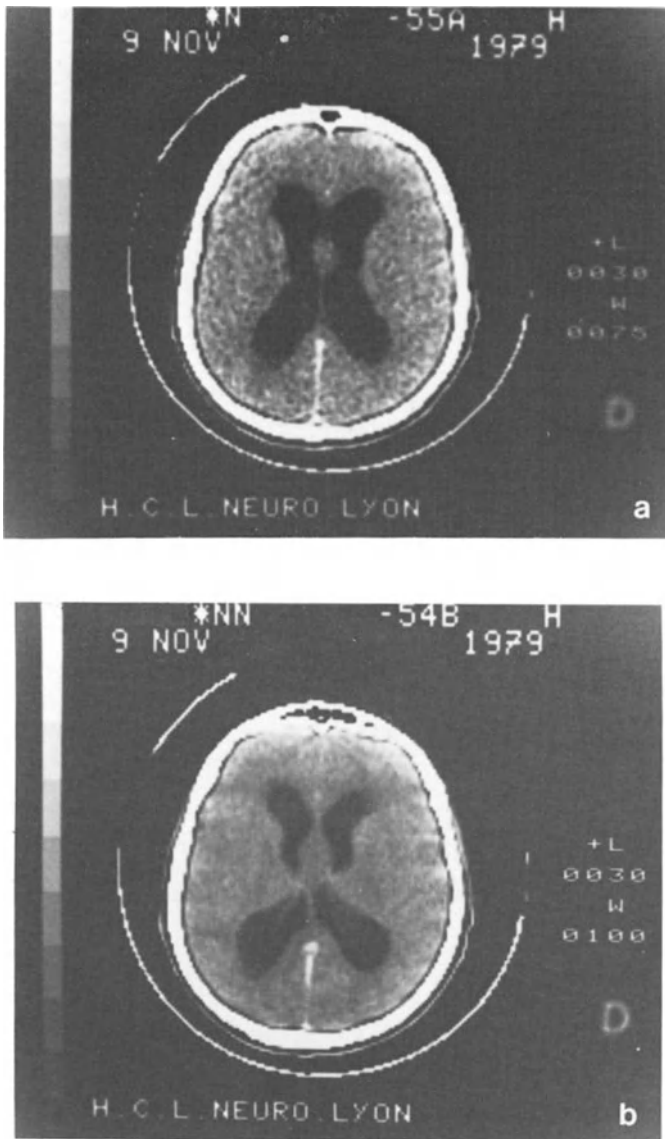 *N -55A H
9 NOV 1979
+L
0030
W
0075
D
H.C.L.NEURO LYON
a
*NN -54B H
9 NOV 1979
+L
0030
W
0100
D
H.C.L.NEURO.LYON
b